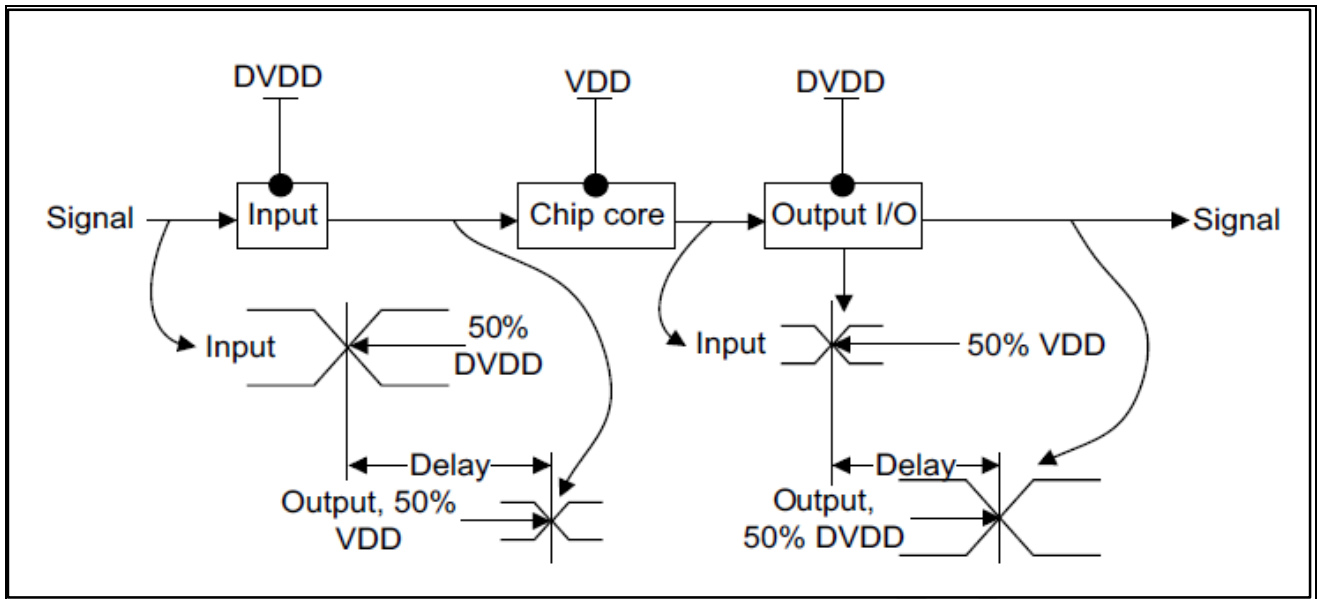 DVDD
VDD
DVDD
Signal
Input
Chip core
Output I/O
Signal
Input
50%
DVDD
Input
50% VDD
Delay
Output, 50%
VDD
Delay
Output,
50% DVDD